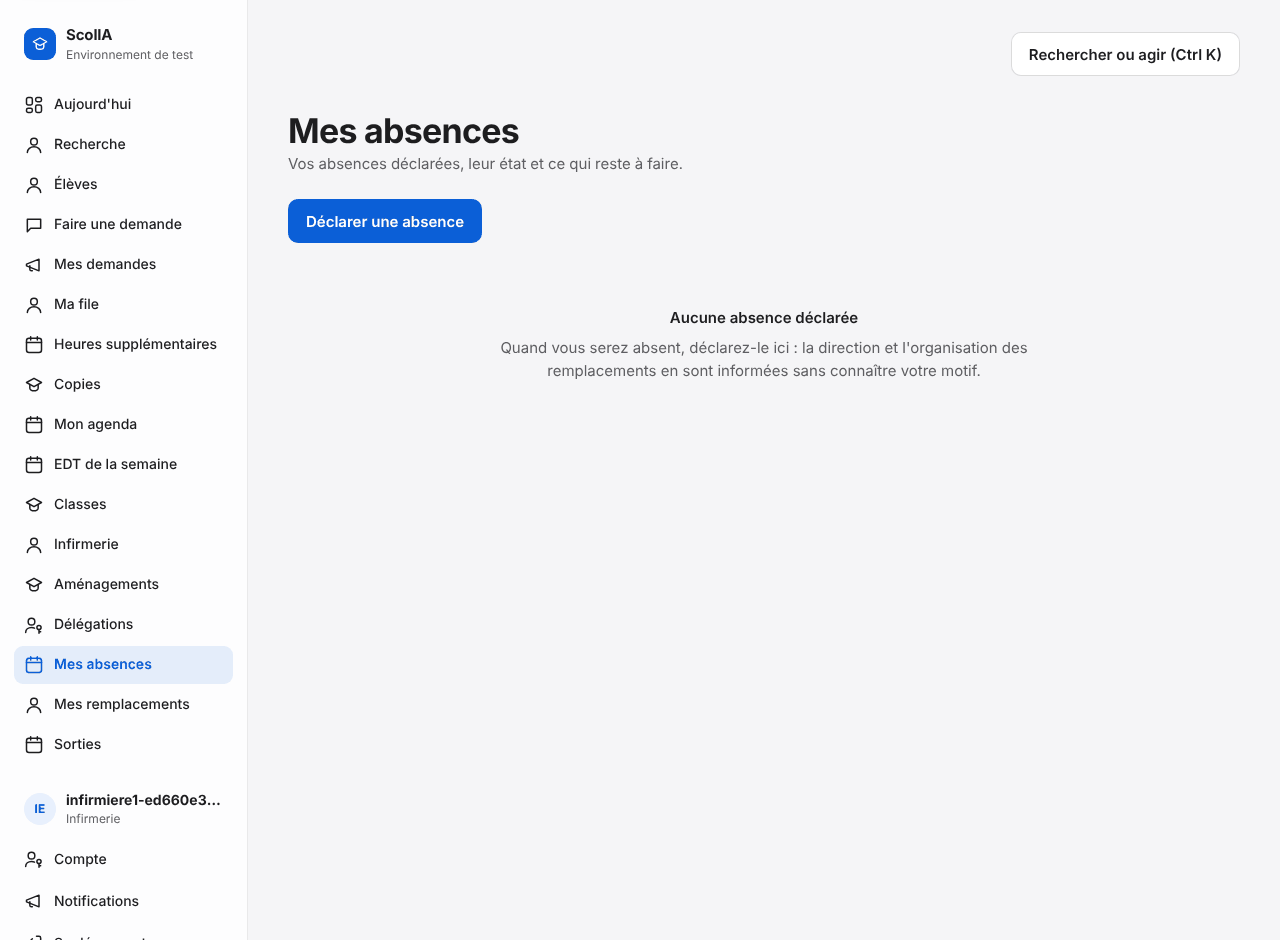 ScolIA
Environnement de test
Rechercher ou agir (Ctrl K)
Aujourd'hui
Recherche
Élèves
Faire une demande
Mes demandes
Ma file
Heures supplémentaires
Copies
Mon agenda
EDT de la semaine
Classes
Infirmerie
Aménagements
Délégations
Mes absences
Mes remplacements
Sorties
IE
infirmiere1-ed660e3...
Infirmerie
Compte
Notifications
Mes absences
Vos absences déclarées, leur état et ce qui reste à faire.
Déclarer une absence
Aucune absence déclarée
Quand vous serez absent, déclarez-le ici : la direction et l'organisation des
remplacements en sont informées sans connaître votre motif.